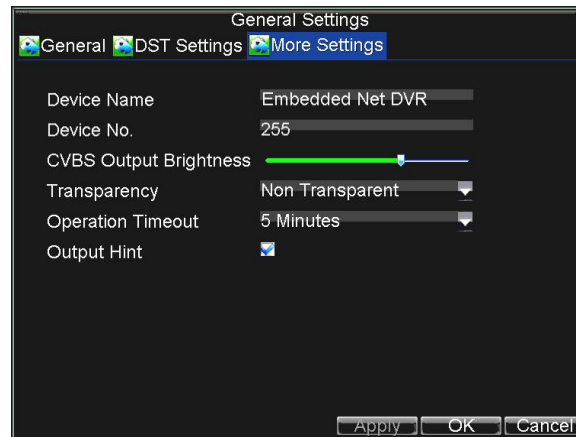 General Settings
General DST Settings More Settings
Device Name Embedded Net DVR
Device No. 255
CVBS Output Brightness
Transparency Non Transparent
Operation Timeout 5 Minutes
Output Hint
Apply OK Cancel